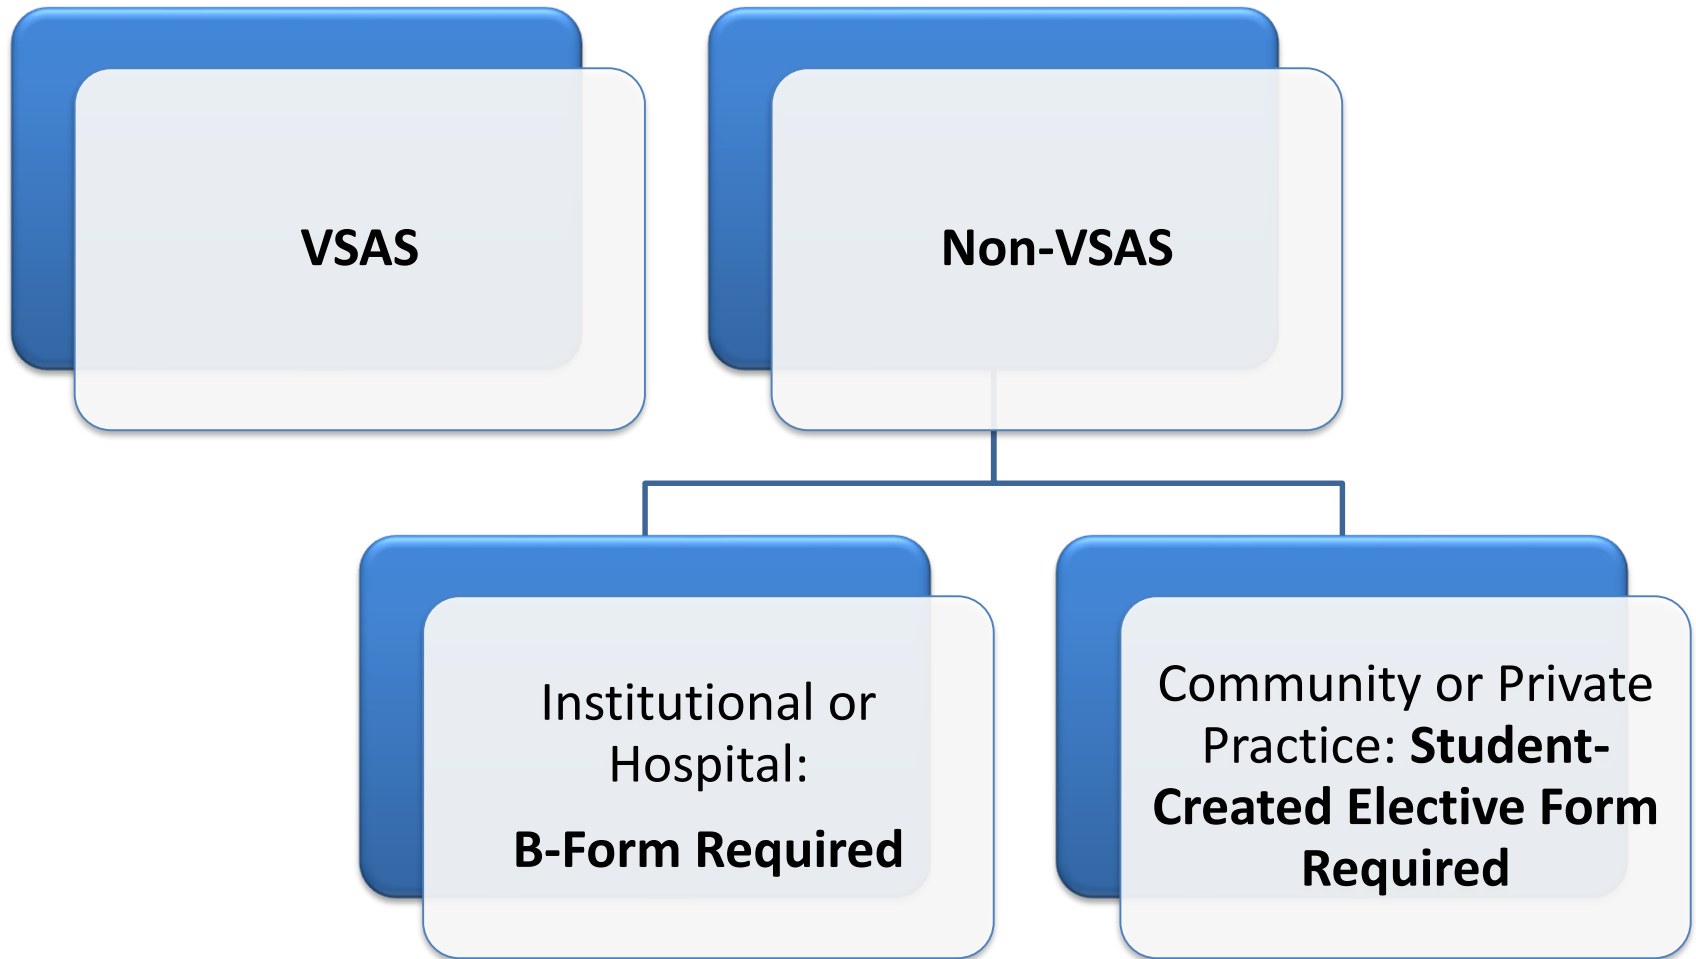 VSAS
Non-VSAS
Institutional or
Hospital:
B-Form Required
Community or Private
Practice: Student-
Created Elective Form
Required